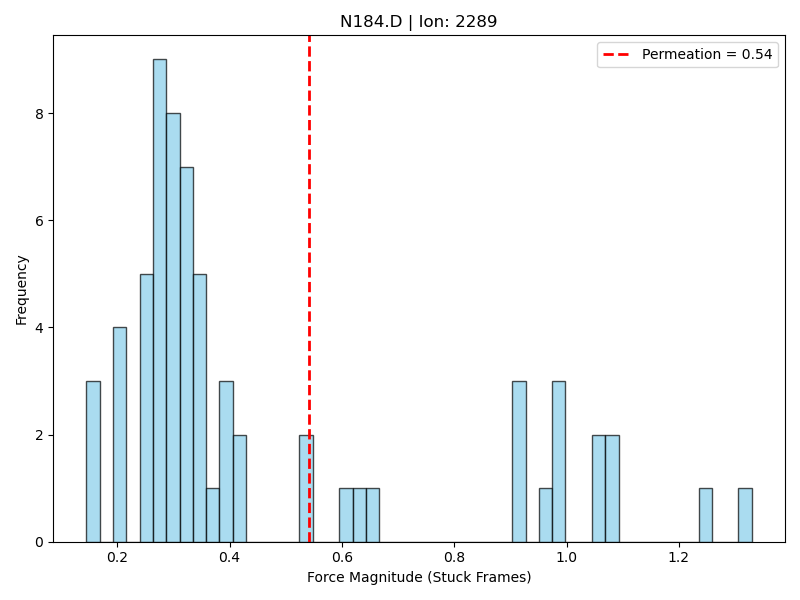 N184.D | Ion: 2289
Permeation = 0.54
Frequency
8
6
4
2
0
0.2 0.4 0.6 0.8 1.0 1.2
Force Magnitude (Stuck Frames)